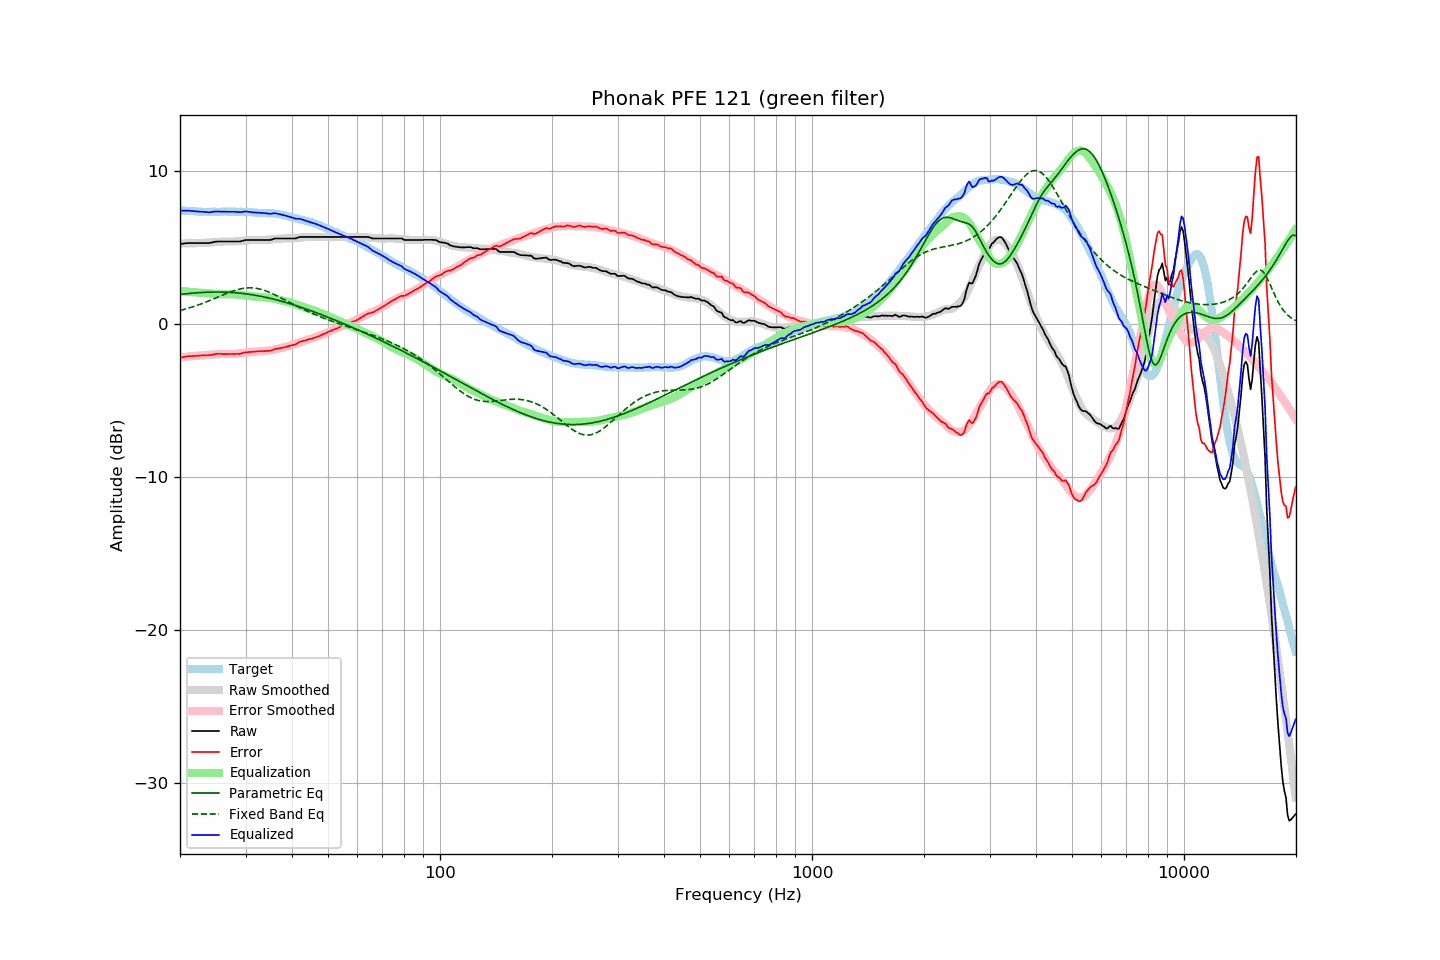 Phonak PFE 121 (green filter)
10
0
−10
−20
−30
Amplitude (dBr)
Target
Raw Smoothed
Error Smoothed
Raw
Error
Equalization
Parametric Eq
Fixed Band Eq
Equalized
100
1000
10000
Frequency (Hz)